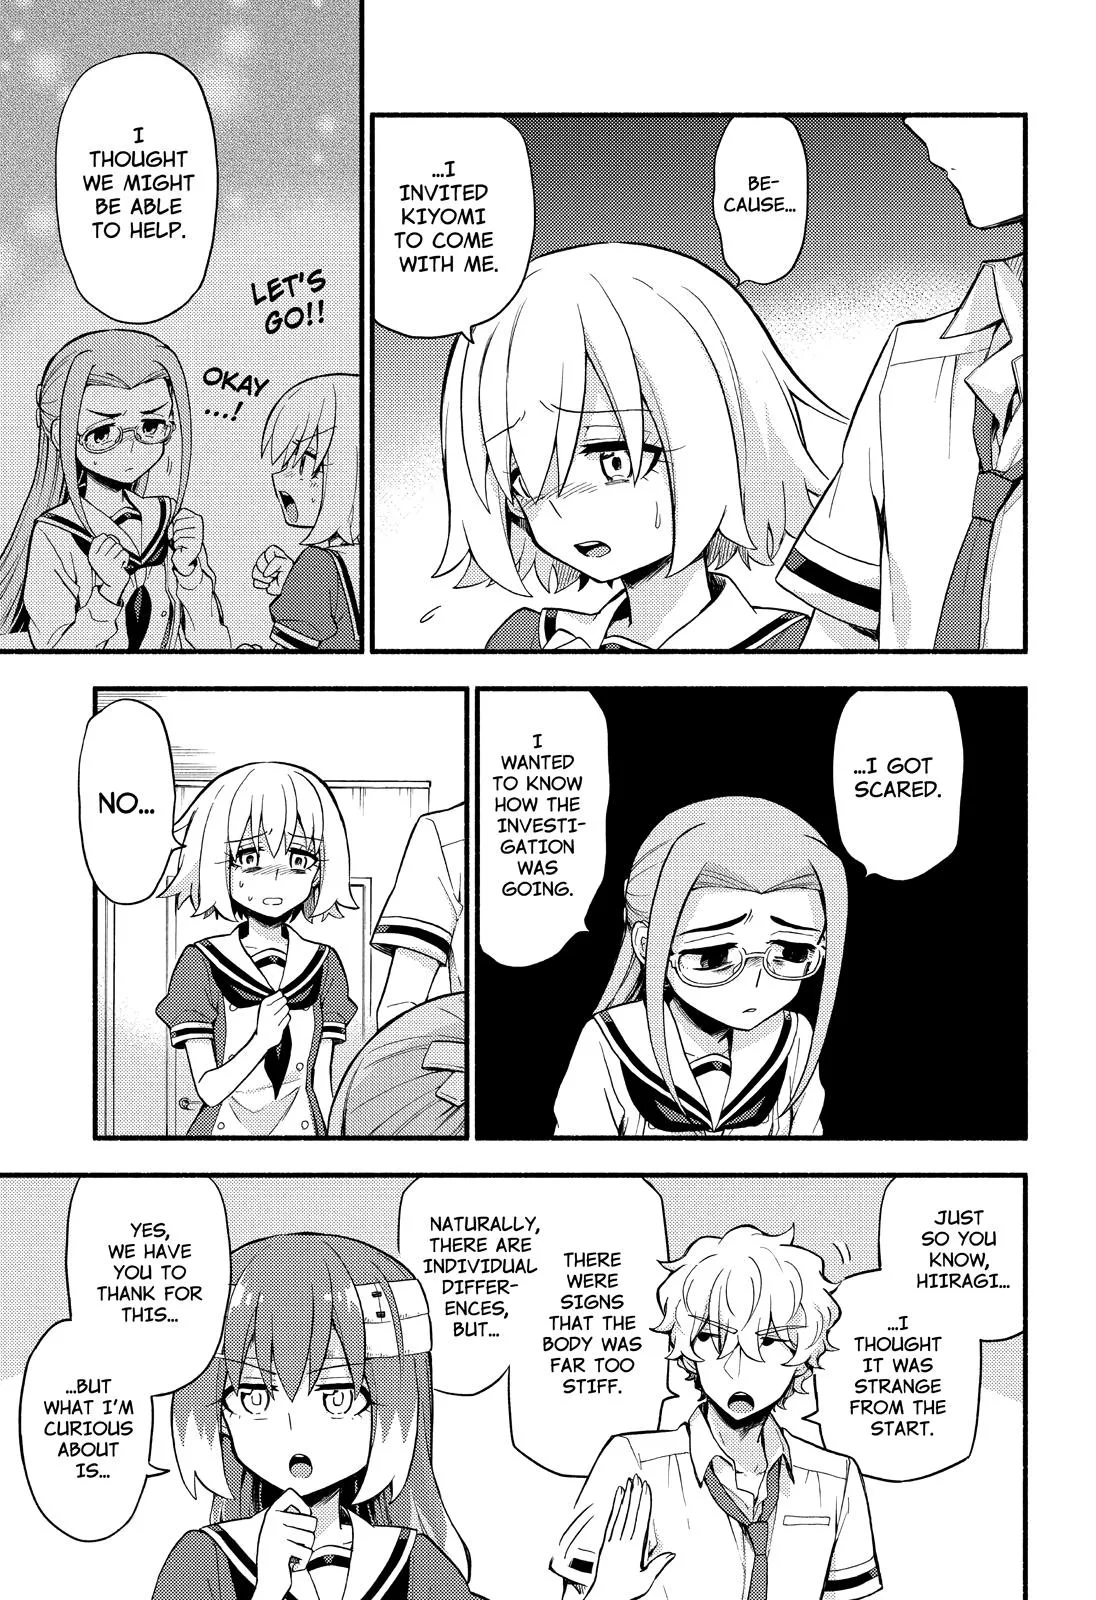 BE-
CAUSE...
...I
INVITED
KIYOMI
TO COME
WITH ME.
I
THOUGHT
WE MIGHT
BE ABLE
TO HELP.
LET'S
GO!!
OKAY
...!
...I GOT
SCARED.
I
WANTED
TO KNOW
HOW THE
INVESTI-
GATION
WAS
GOING.
NO...
JUST
SO YOU
KNOW,
HIIRAGI...
...I
THOUGHT
IT WAS
STRANGE
FROM THE
START.
THERE
WERE
SIGNS
THAT THE
BODY WAS
FAR TOO
STIFF.
NATURALLY,
THERE ARE
INDIVIDUAL
DIFFER-
ENCES,
BUT...
YES,
WE HAVE
YOU TO
THANK FOR
THIS...
...BUT
WHAT I'M
CURIOUS
ABOUT
IS...